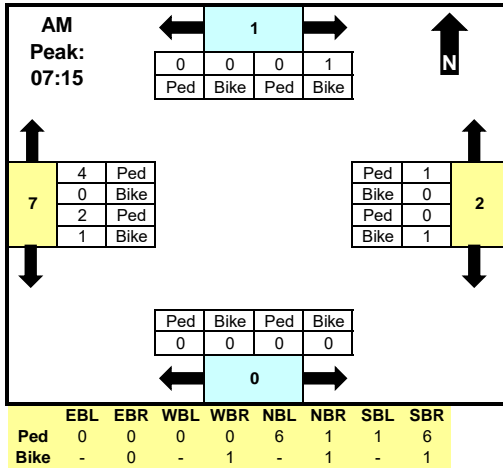 AM
Peak:
07:15
1
0 0 0 1
Ped Bike Ped Bike
N
7
4 Ped
0 Bike
2 Ped
1 Bike
Ped 1
Bike 0
Ped 0
Bike 1
2
Ped Bike Ped Bike
0 0 0 0
0
EBL EBR WBL WBR NBL NBR SBL SBR
Ped 0 0 0 0 6 1 1 6
Bike - 0 - 1 - 1 - 1